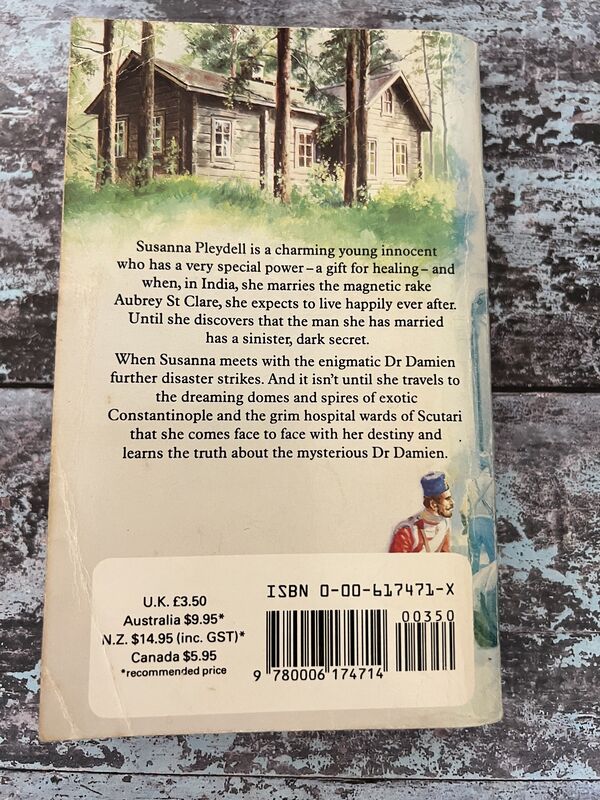 Susanna Pleydell is a charming young innocent
who has a very special power – a gift for healing – and
when, in India, she marries the magnetic rake
Aubrey St Clare, she expects to live happily ever after.
Until she discovers that the man she has married
has a sinister, dark secret.
When Susanna meets with the enigmatic Dr Damien
further disaster strikes. And it isn't until she travels to
the dreaming domes and spires of exotic
Constantinople and the grim hospital wards of Scutari
that she comes face to face with her destiny and
learns the truth about the mysterious Dr Damien.
U.K. £3.50
Australia $9.95*
N.Z. $14.95 (inc. GST)*
Canada $5.95
*recommended price
ISBN 0-00-617471-X
00350
9 780006 174714